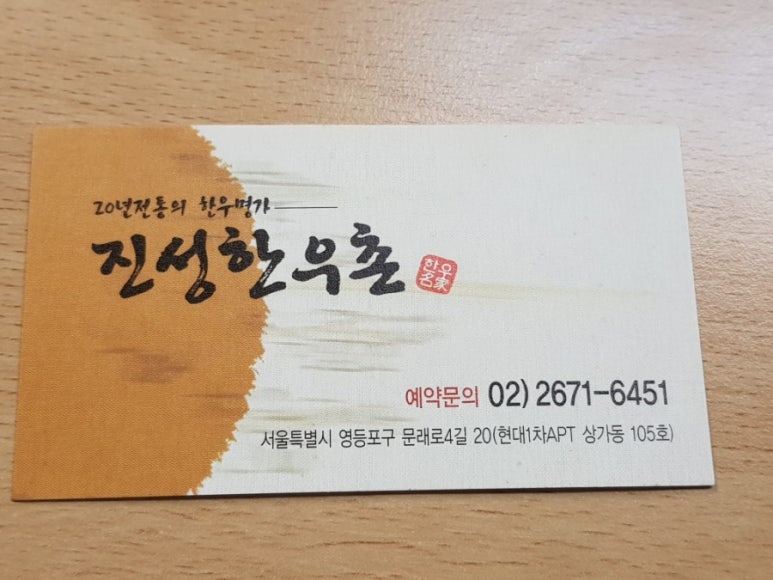 20년전통의 한우명가
진성한우촌
한우
名家
예약문의 02) 2671-6451
서울특별시 영등포구 문래로4길 20(현대1차APT 상가동 105호)